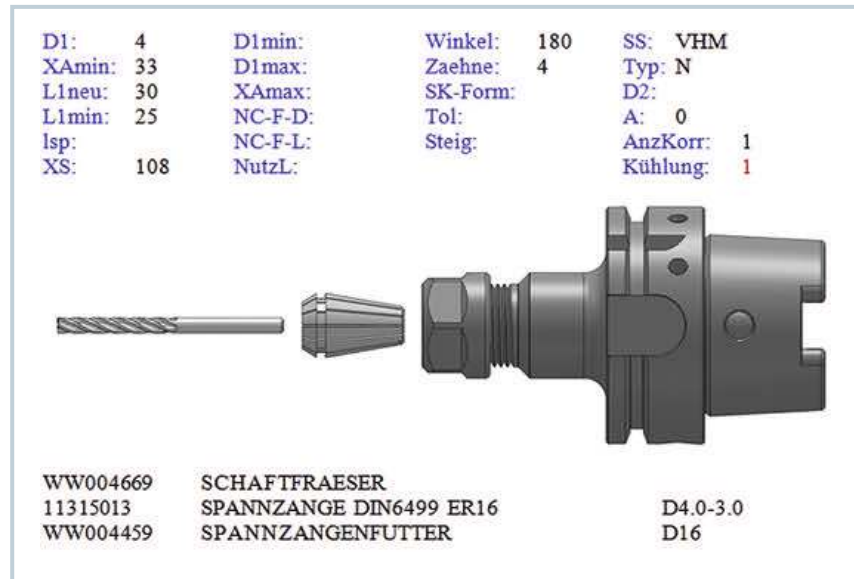 D1: 4 D1min: Winkel: 180 SS: VHM
XAmin: 33 D1max: Zaehne: 4 Typ: N
L1neu: 30 XAmax: SK-Form: D2:
L1min: 25 NC-F-D: Tol: A: 0
lsp: NC-F-L: Steig: AnzKorr: 1
XS: 108 NutzL: Kühlung: 1
WW004669 SCHAFTFRAESER
11315013 SPANNZANGE DIN6499 ER16 D4.0-3.0
WW004459 SPANNZANGENFUTTER D16